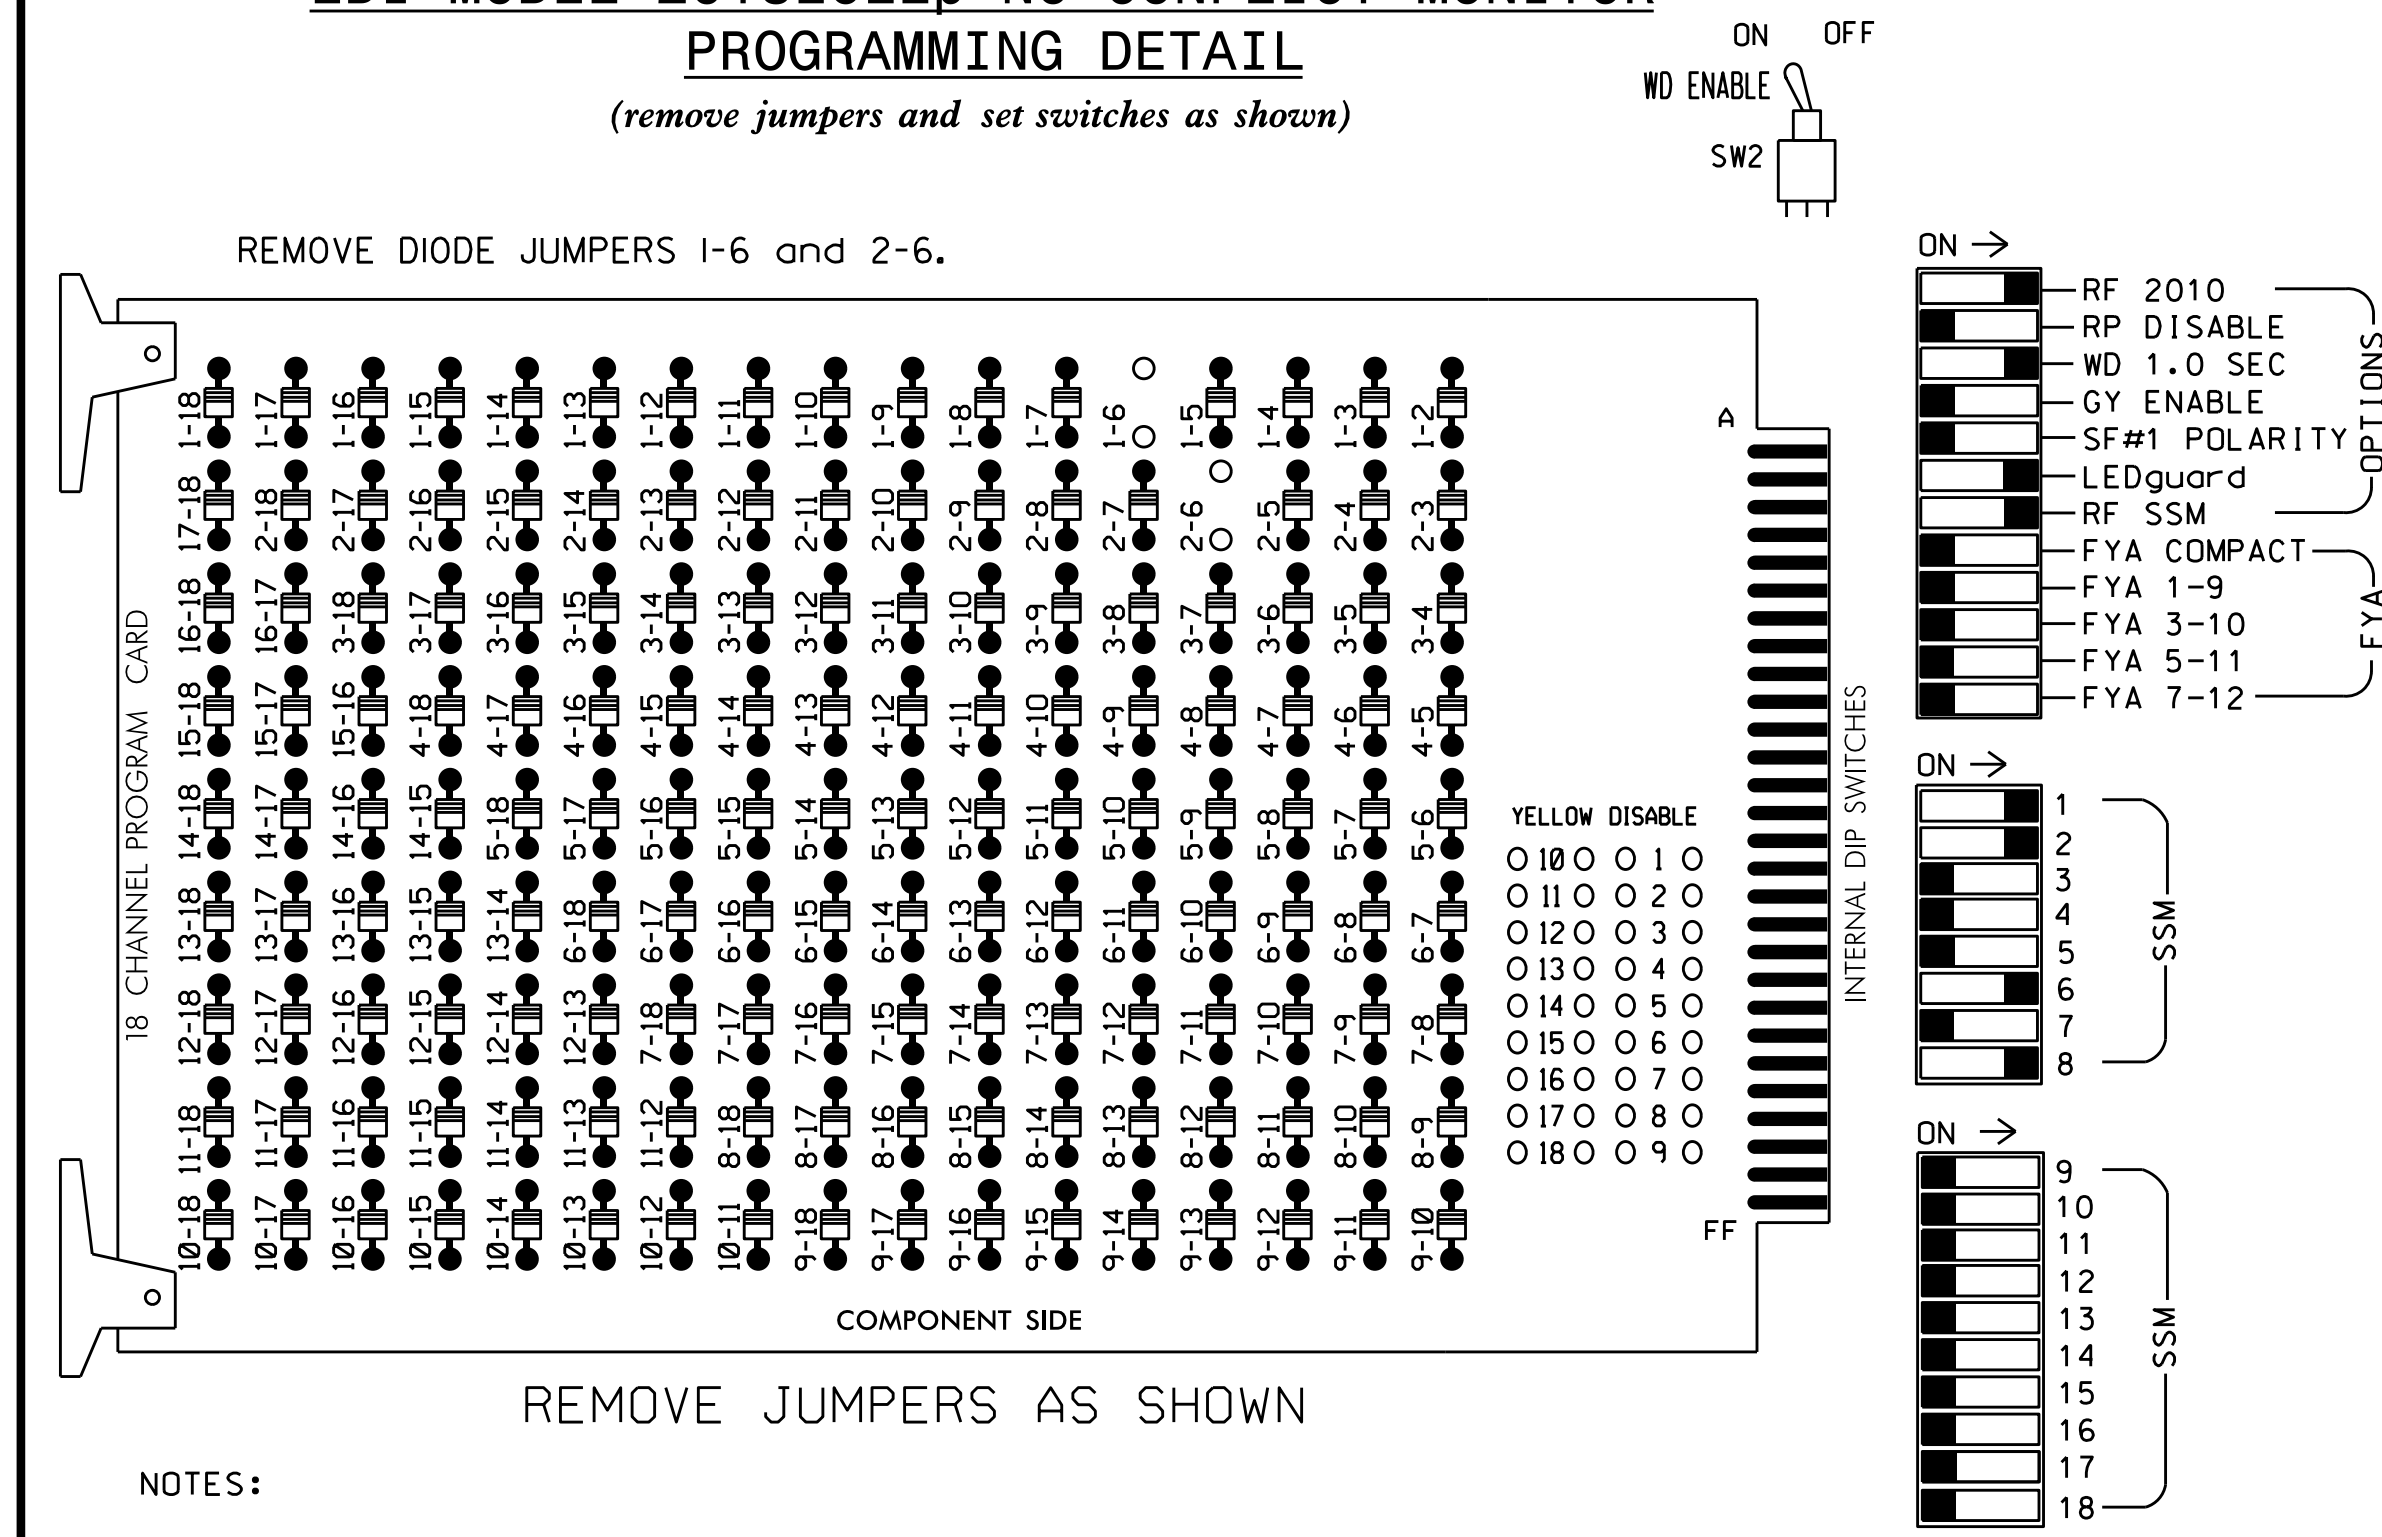 PROGRAMMING DETAIL
(remove jumpers and set switches as shown)
ON OFF
WD ENABLE
SW2
REMOVE DIODE JUMPERS 1-6 and 2-6.
1-18 1-17 1-16 1-15 1-14 1-13 1-12 1-11 1-10 1-9 1-8 1-7 1-6 1-5 1-4 1-3 1-2
17-18 2-18 2-17 2-16 2-15 2-14 2-13 2-12 2-11 2-10 2-9 2-8 2-7 2-6 2-5 2-4 2-3
16-18 16-17 3-18 3-17 3-16 3-15 3-14 3-13 3-12 3-11 3-10 3-9 3-8 3-7 3-6 3-5 3-4
15-18 15-17 15-16 4-18 4-17 4-16 4-15 4-14 4-13 4-12 4-11 4-10 4-9 4-8 4-7 4-6 4-5
14-18 14-17 14-16 14-15 5-18 5-17 5-16 5-15 5-14 5-13 5-12 5-11 5-10 5-9 5-8 5-7 5-6
13-18 13-17 13-16 13-15 13-14 6-18 6-17 6-16 6-15 6-14 6-13 6-12 6-11 6-10 6-9 6-8 6-7
12-18 12-17 12-16 12-15 12-14 12-13 7-18 7-17 7-16 7-15 7-14 7-13 7-12 7-11 7-10 7-9 7-8
11-18 11-17 11-16 11-15 11-14 11-13 11-12 8-18 8-17 8-16 8-15 8-14 8-13 8-12 8-11 8-10 8-9
10-18 10-17 10-16 10-15 10-14 10-13 10-12 10-11 9-18 9-17 9-16 9-15 9-14 9-13 9-12 9-11 9-10
18 CHANNEL PROGRAM CARD
A
FF
YELLOW DISABLE
10 1
11 2
12 3
13 4
14 5
15 6
16 7
17 8
18 9
INTERNAL DIP SWITCHES
COMPONENT SIDE
REMOVE JUMPERS AS SHOWN
NOTES:
ON
RF 2010
RP DISABLE
WD 1.0 SEC
GY ENABLE
SF#1 POLARITY
LEDguard
RF SSM
OPTIONS
FYA COMPACT
FYA 1-9
FYA 3-10
FYA 5-11
FYA 7-12
FYA
ON
1
2
3
4
5
6
7
8
SSM
ON
9
10
11
12
13
14
15
16
17
18
SSM